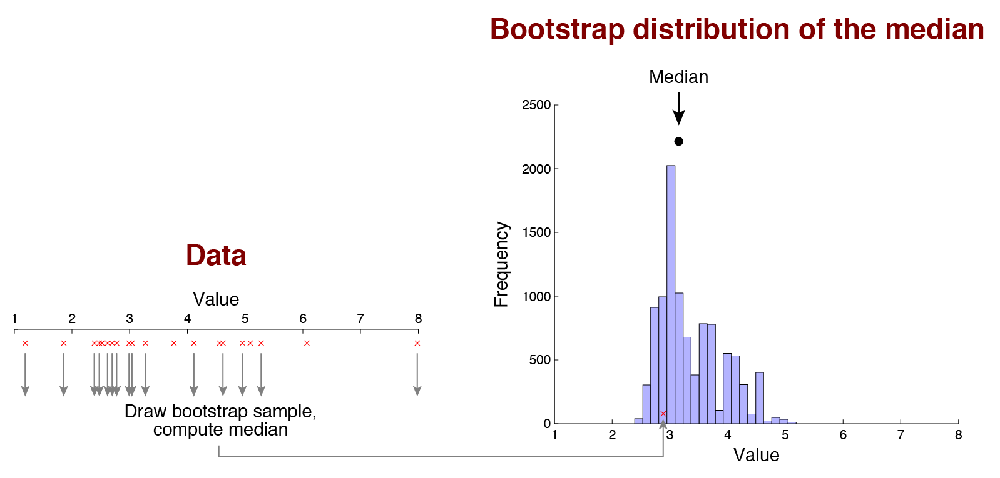 Bootstrap distribution of the median
Median
2500
2000
1500
1000
500
0
Frequency
1 2 3 4 5 6 7 8
Value
Data
Value
1 2 3 4 5 6 7 8
Draw bootstrap sample,
compute median